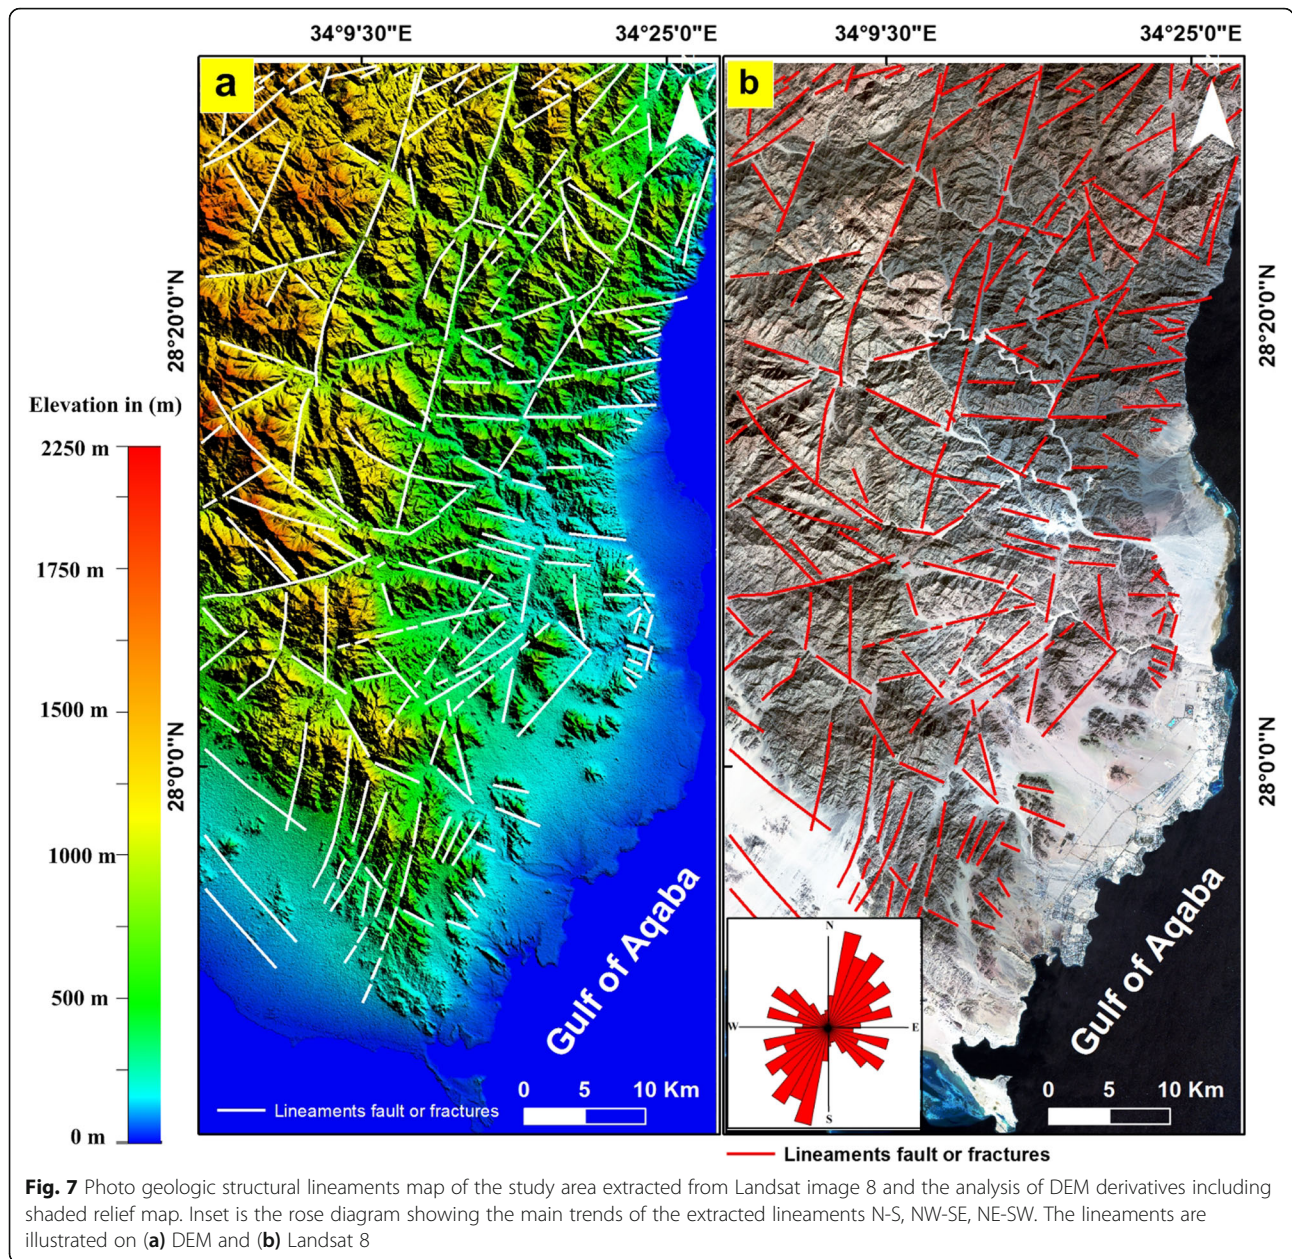 34°9'30"E
34°25'0"E
34°9'30"E
34°25'0"E
a
b
28°20'0"N
28°20'0"N
Elevation in (m)
2250 m
1750 m
1500 m
1000 m
500 m
0 m
28°0'0"N
28°0'0"N
Gulf of Aqaba
Gulf of Aqaba
N
W
E
S
0 5 10 Km
0 5 10 Km
Lineaments fault or fractures
Lineaments fault or fractures
Fig. 7 Photo geologic structural lineaments map of the study area extracted from Landsat image 8 and the analysis of DEM derivatives including
shaded relief map. Inset is the rose diagram showing the main trends of the extracted lineaments N-S, NW-SE, NE-SW. The lineaments are
illustrated on (a) DEM and (b) Landsat 8